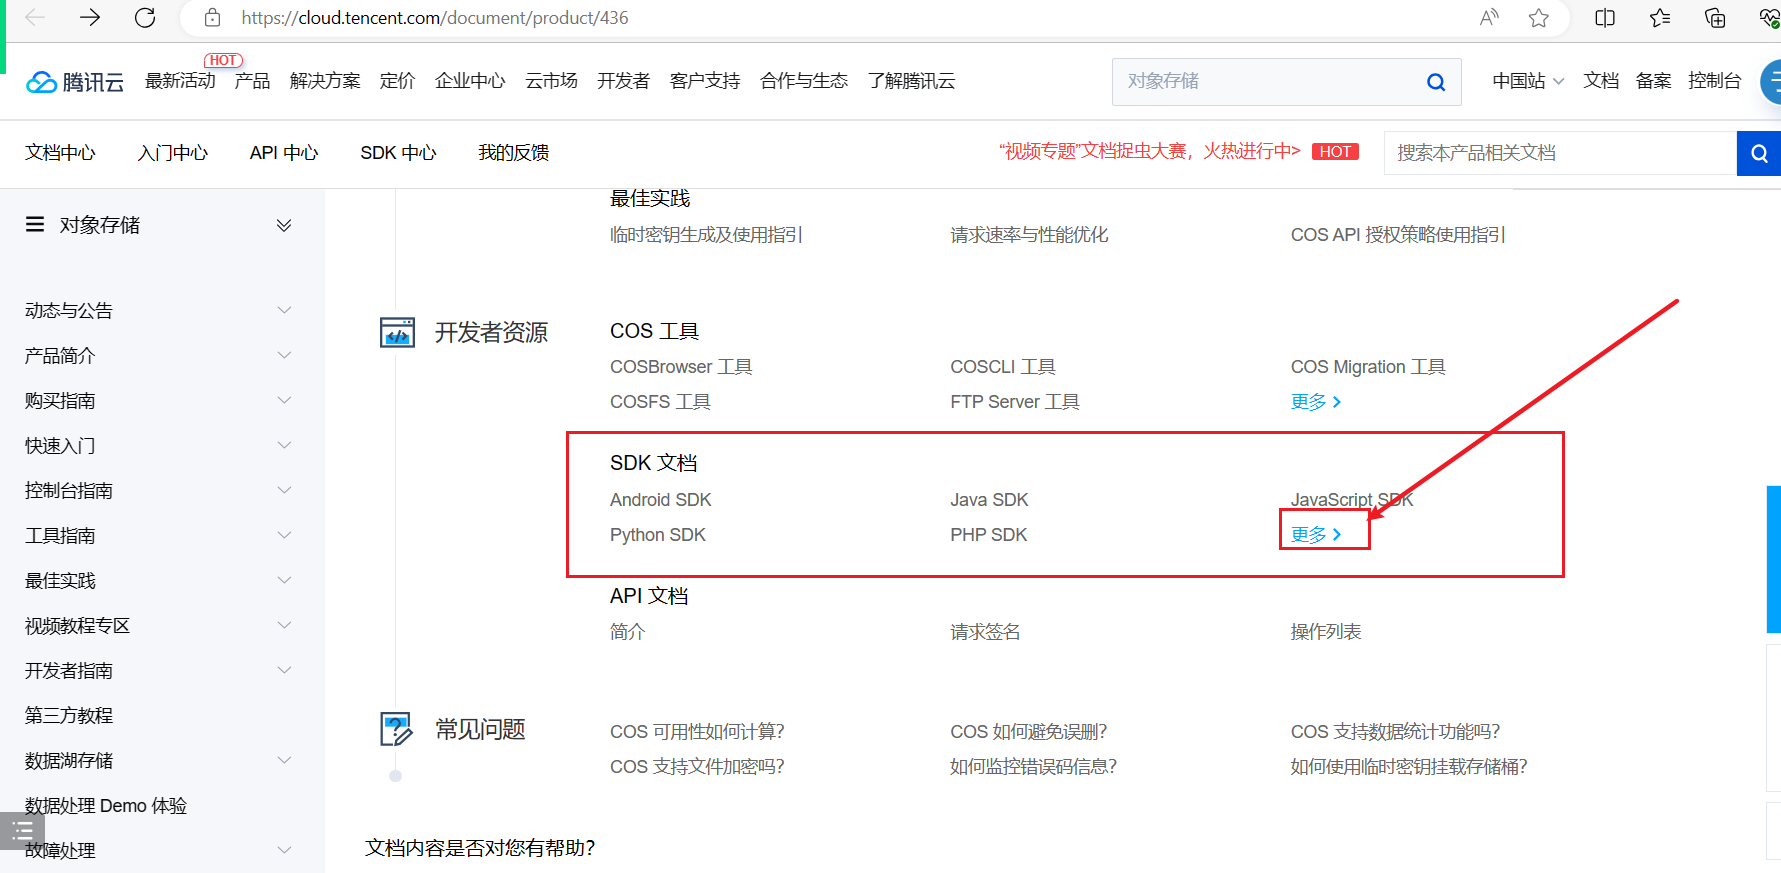 https://cloud.tencent.com/document/product/436
腾讯云
最新活动
HOT
产品
解决方案
定价
企业中心
云市场
开发者
客户支持
合作与生态
了解腾讯云
对象存储
中国站
文档
备案
控制台
文档中心
入门中心
API 中心
SDK 中心
我的反馈
“视频专题”文档捉虫大赛，火热进行中>
HOT
搜索本产品相关文档
对象存储
动态与公告
产品简介
购买指南
快速入门
控制台指南
工具指南
最佳实践
视频教程专区
开发者指南
第三方教程
数据湖存储
数据处理 Demo 体验
故障处理
最佳实践
临时密钥生成及使用指引
请求速率与性能优化
COS API 授权策略使用指引
开发者资源
COS 工具
COSBrowser 工具
COSCLI 工具
COS Migration 工具
COSFS 工具
FTP Server 工具
更多
SDK 文档
Android SDK
Java SDK
JavaScript SDK
Python SDK
PHP SDK
更多
API 文档
简介
请求签名
操作列表
常见问题
COS 可用性如何计算?
COS 如何避免误删?
COS 支持数据统计功能吗?
COS 支持文件加密吗?
如何监控错误码信息?
如何使用临时密钥挂载存储桶?
文档内容是否对您有帮助?